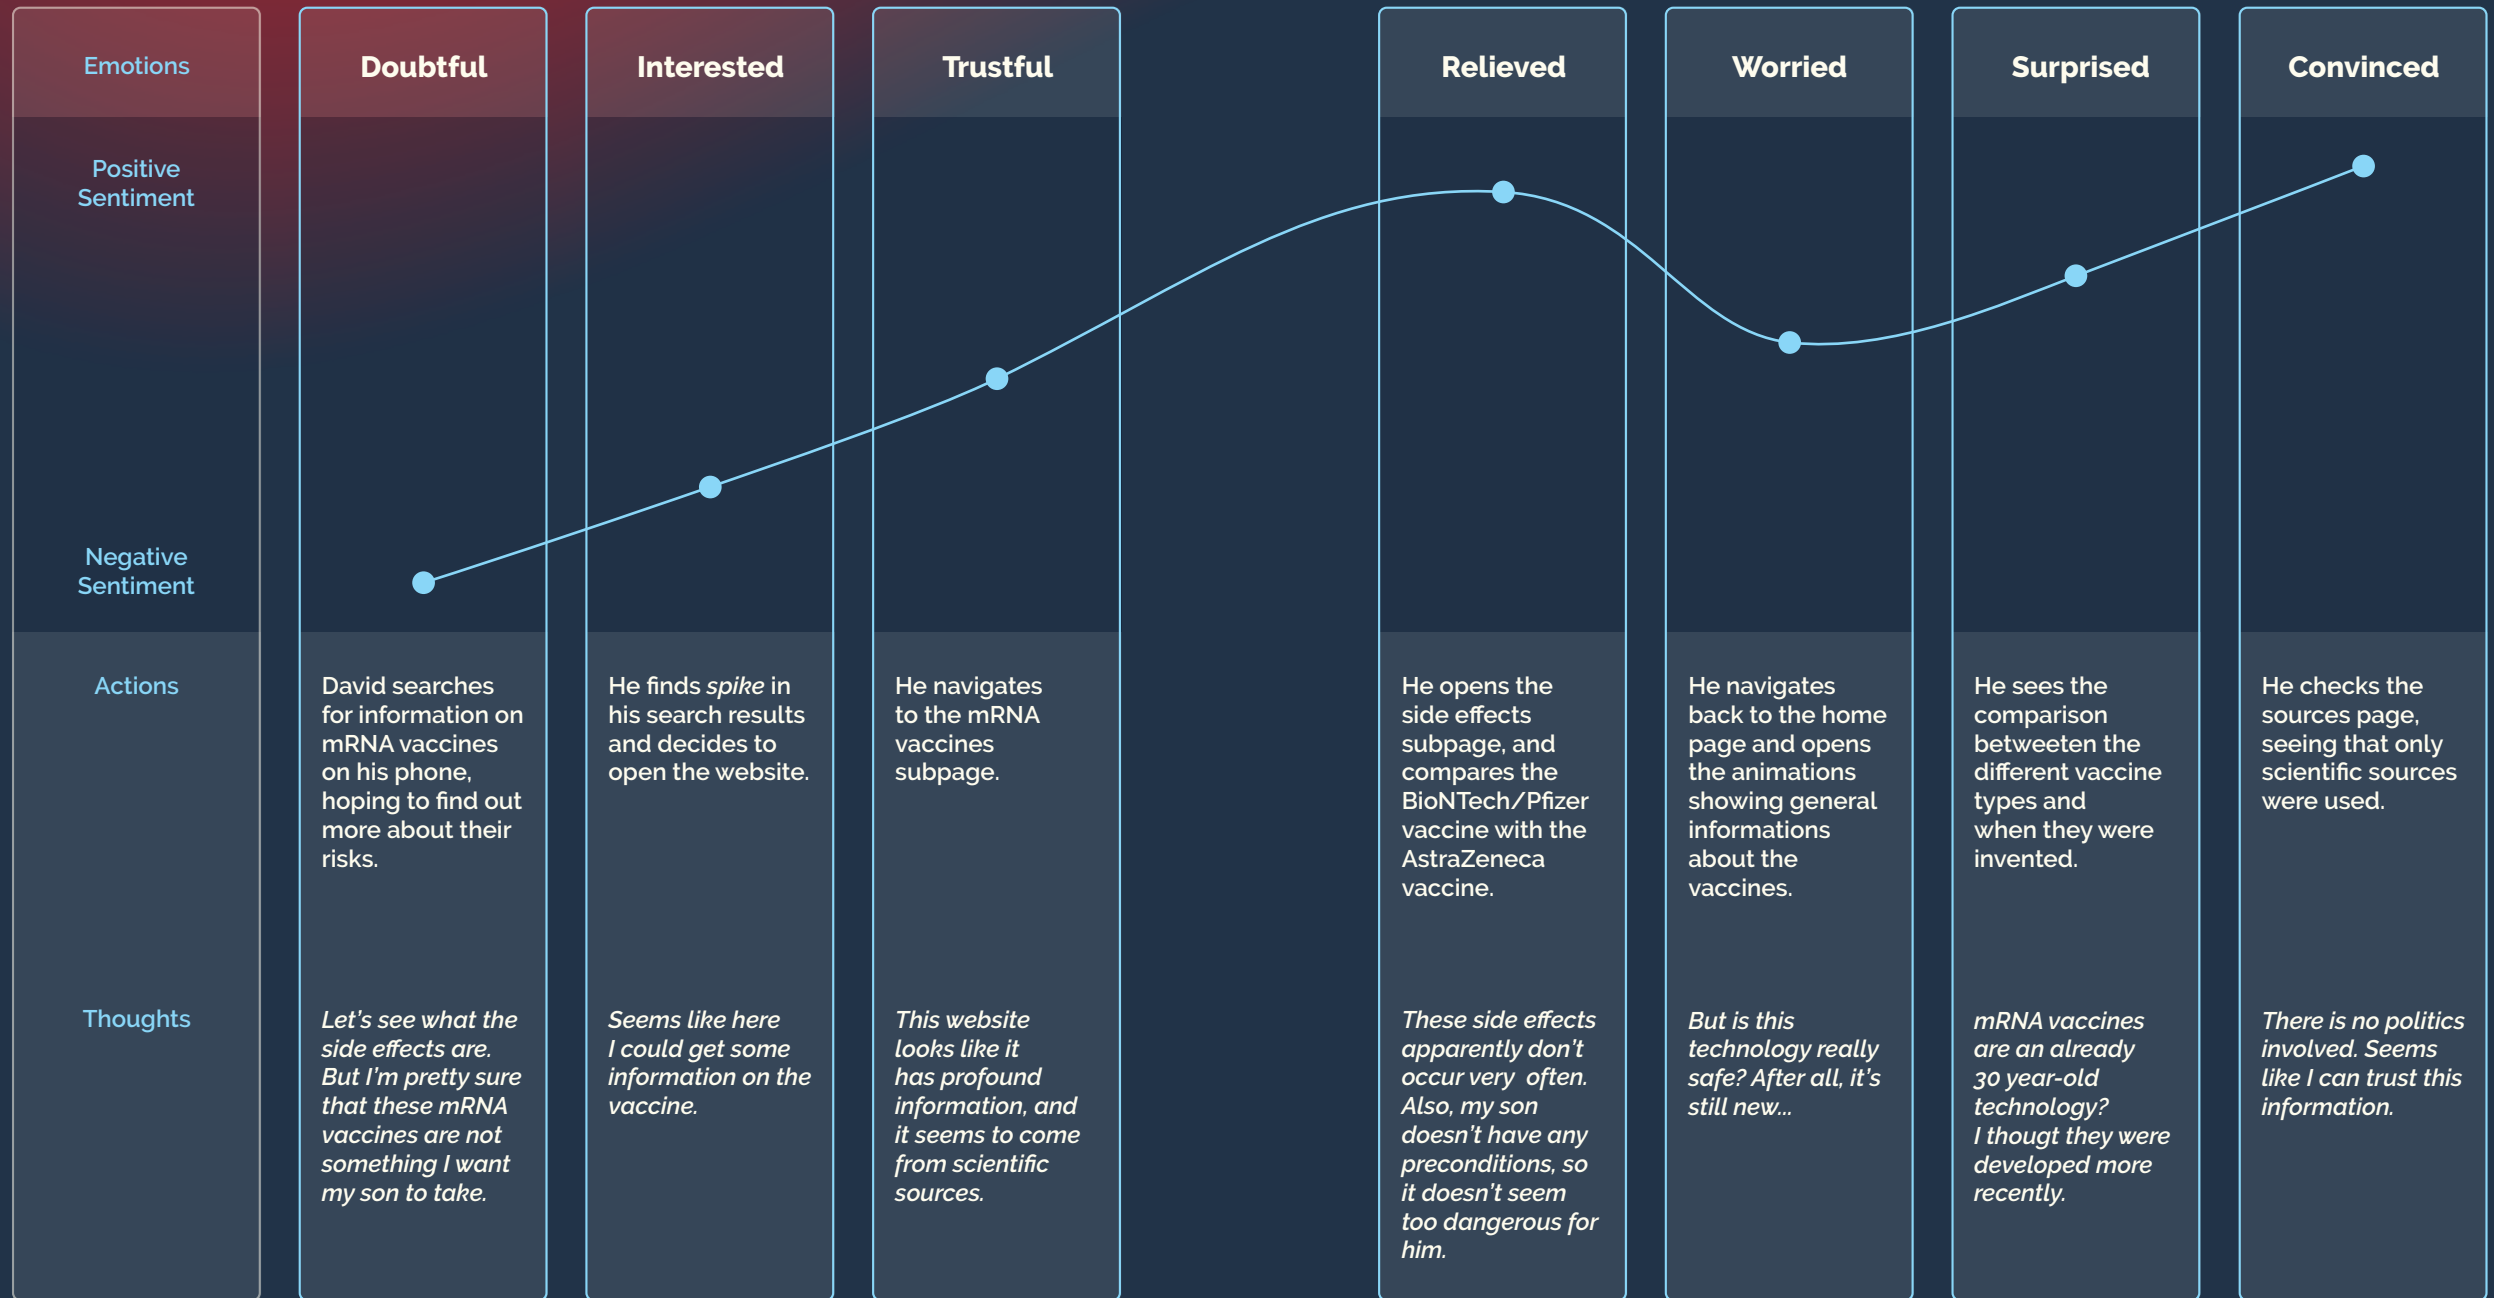 Emotions
Doubtful
Interested
Trustful
Relieved
Worried
Surprised
Convinced
Positive
Sentiment
Negative
Sentiment
Actions
David searches
for information on
mRNA vaccines
on his phone,
hoping to find out
more about their
risks.
He finds spike in
his search results
and decides to
open the website.
He navigates
to the mRNA
vaccines
subpage.
He opens the
side effects
subpage, and
compares the
BioNTech/Pfizer
vaccine with the
AstraZeneca
vaccine.
He navigates
back to the home
page and opens
the animations
showing general
informations
about the
vaccines.
He sees the
comparison
betweeten the
different vaccine
types and
when they were
invented.
He checks the
sources page,
seeing that only
scientific sources
were used.
Thoughts
Let’s see what the
side effects are.
But I’m pretty sure
that these mRNA
vaccines are not
something I want
my son to take.
Seems like here
I could get some
information on the
vaccine.
This website
looks like it
has profound
information, and
it seems to come
from scientific
sources.
These side effects
apparently don’t
occur very often.
Also, my son
doesn’t have any
preconditions, so
it doesn’t seem
too dangerous for
him.
But is this
technology really
safe? After all, it’s
still new...
mRNA vaccines
are an already
30 year-old
technology?
I thougt they were
developed more
recently.
There is no politics
involved. Seems
like I can trust this
information.